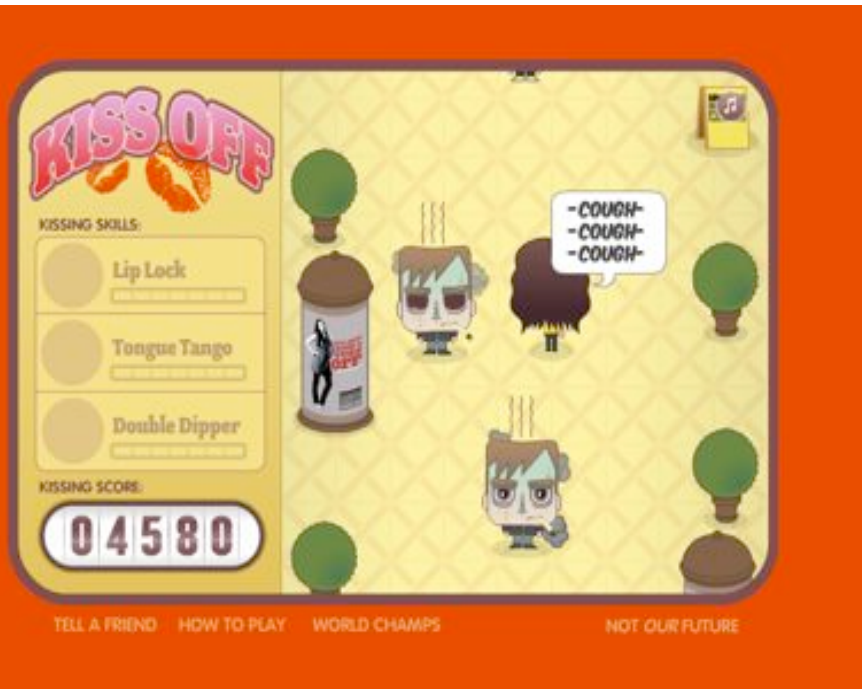 KISS OFF
KISSING SKILLS:
Lip Lock
Tongue Tango
Double Dipper
KISSING SCORE:
04580
-COUGH-
-COUGH-
-COUGH-
OFF
TELL A FRIEND
HOW TO PLAY
WORLD CHAMPS
NOT OUR FUTURE